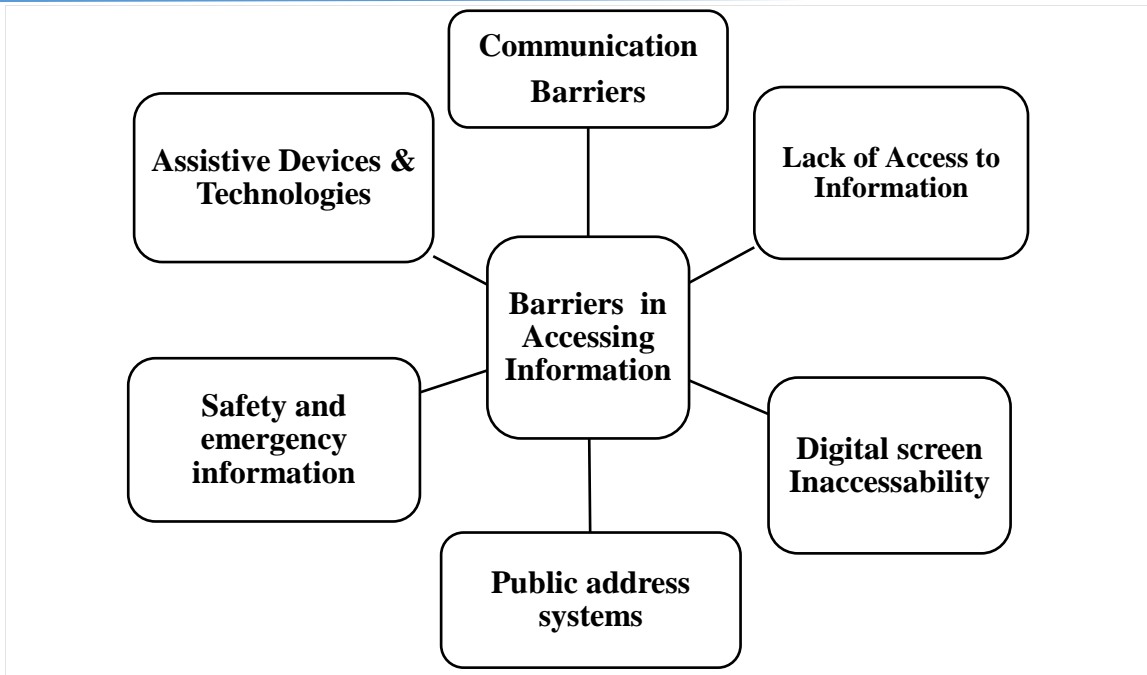 Communication
Barriers
Assistive Devices &
Technologies
Lack of Access to
Information
Barriers in
Accessing
Information
Safety and
emergency
information
Digital screen
Inaccessability
Public address
systems